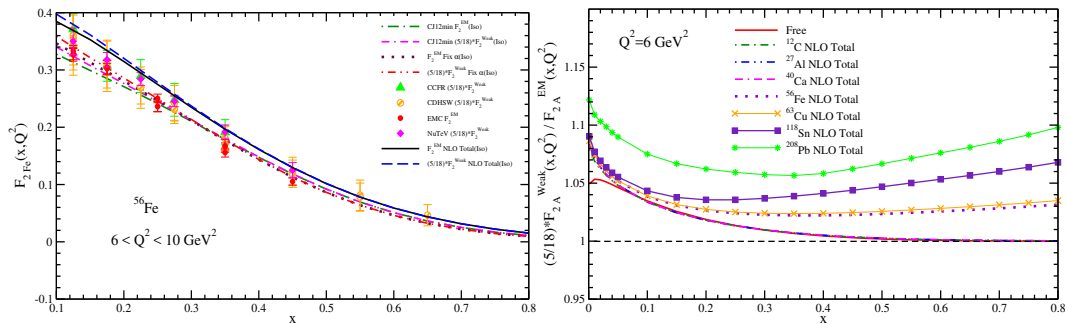 0.4
0.3
0.2
0.1
0
-0.1
F2 Fe(x,Q2)
CJ12min F2EM(Iso)
CJ12min (5/18)*F2Weak(Iso)
F2EM Fix α(Iso)
(5/18)*F2Weak Fix α(Iso)
CCFR (5/18)*F2Weak
CDHSW (5/18)*F2Weak
EMC F2EM
NuTeV (5/18)*F2Weak
F2EM NLO Total(Iso)
(5/18)*F2Weak NLO Total(Iso)
56Fe
6 < Q2 < 10 GeV2
0.1 0.2 0.3 0.4 0.5 0.6 0.7 0.8
x
(5/18)*F2 AWeak(x,Q2) / F2 AEM(x,Q2)
1.15
1.1
1.05
1
0.95
Q2=6 GeV2
Free
12C NLO Total
27Al NLO Total
40Ca NLO Total
56Fe NLO Total
63Cu NLO Total
118Sn NLO Total
208Pb NLO Total
0 0.1 0.2 0.3 0.4 0.5 0.6 0.7 0.8
x